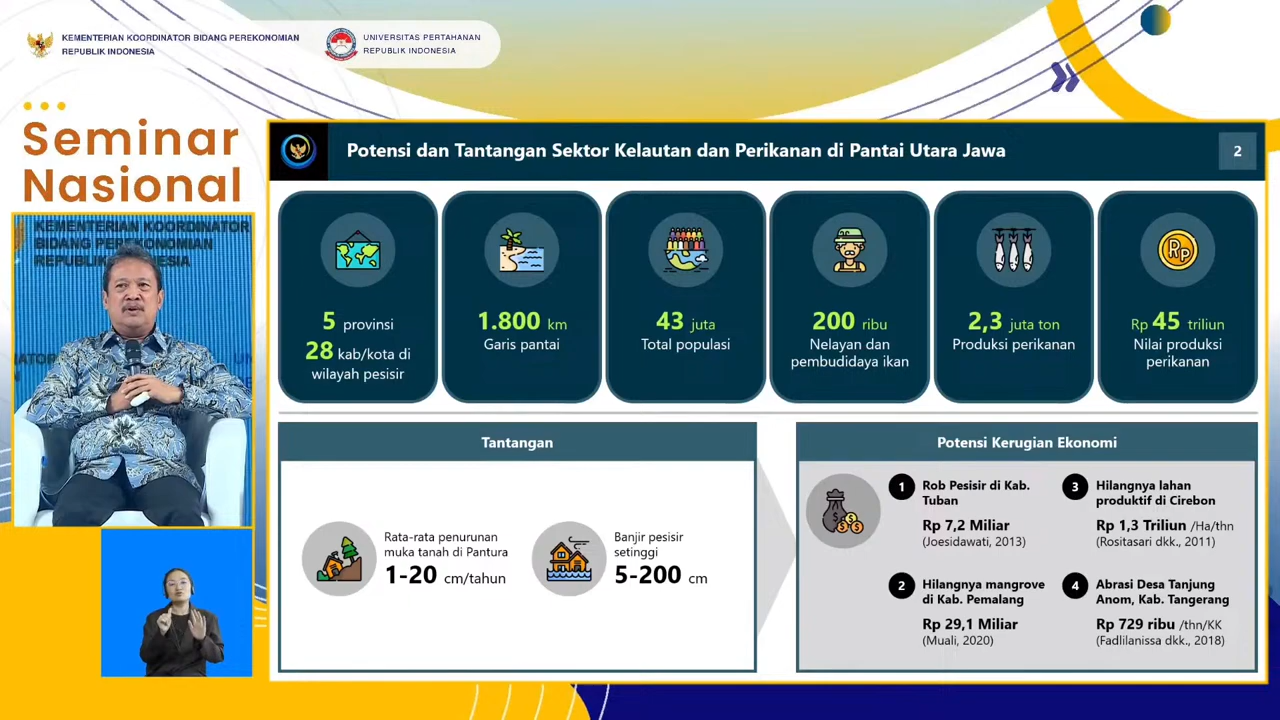 KEMENTERIAN KOORDINATOR BIDANG PEREKONOMIAN
REPUBLIK INDONESIA
UNIVERSITAS PERTAHANAN
REPUBLIK INDONESIA
Seminar
Nasional
KEMENTERIAN KOORDINATOR
BIDANG PEREKONOMIAN
Potensi dan Tantangan Sektor Kelautan dan Perikanan di Pantai Utara Jawa
2
5 provinsi
28 kab/kota di
wilayah pesisir
1.800 km
Garis pantai
43 juta
Total populasi
200 ribu
Nelayan dan
pembudidaya ikan
2,3 juta ton
Produksi perikanan
Rp
Rp 45 triliun
Nilai produksi
perikanan
Tantangan
Rata-rata penurunan
muka tanah di Pantura
1-20 cm/tahun
Banjir pesisir
setinggi
5-200 cm
Potensi Kerugian Ekonomi
1
Rob Pesisir di Kab.
Tuban
Rp 7,2 Miliar
(Joesidawati, 2013)
2
Hilangnya mangrove
di Kab. Pemalang
Rp 29,1 Miliar
(Muali, 2020)
3
Hilangnya lahan
produktif di Cirebon
Rp 1,3 Triliun /Ha/thn
(Rositasari dkk., 2011)
4
Abrasi Desa Tanjung
Anom, Kab. Tangerang
Rp 729 ribu /thn/KK
(Fadlilanissa dkk., 2018)